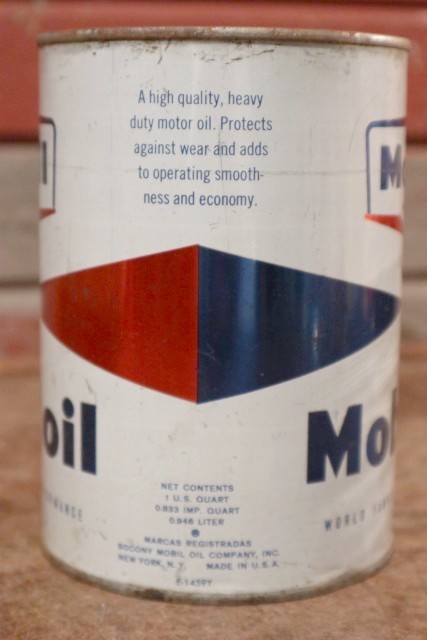 A high quality, heavy
duty motor oil. Protects
against wear and adds
to operating smooth-
ness and economy.
oil
Mo
NET CONTENTS
1 U.S. QUART
0.833 IMP. QUART
0.946 LITER
®
MARCAS REGISTRADAS
SOCONY MOBIL OIL COMPANY, INC.
NEW YORK, N.Y. MADE IN U.S.A.
WORLD